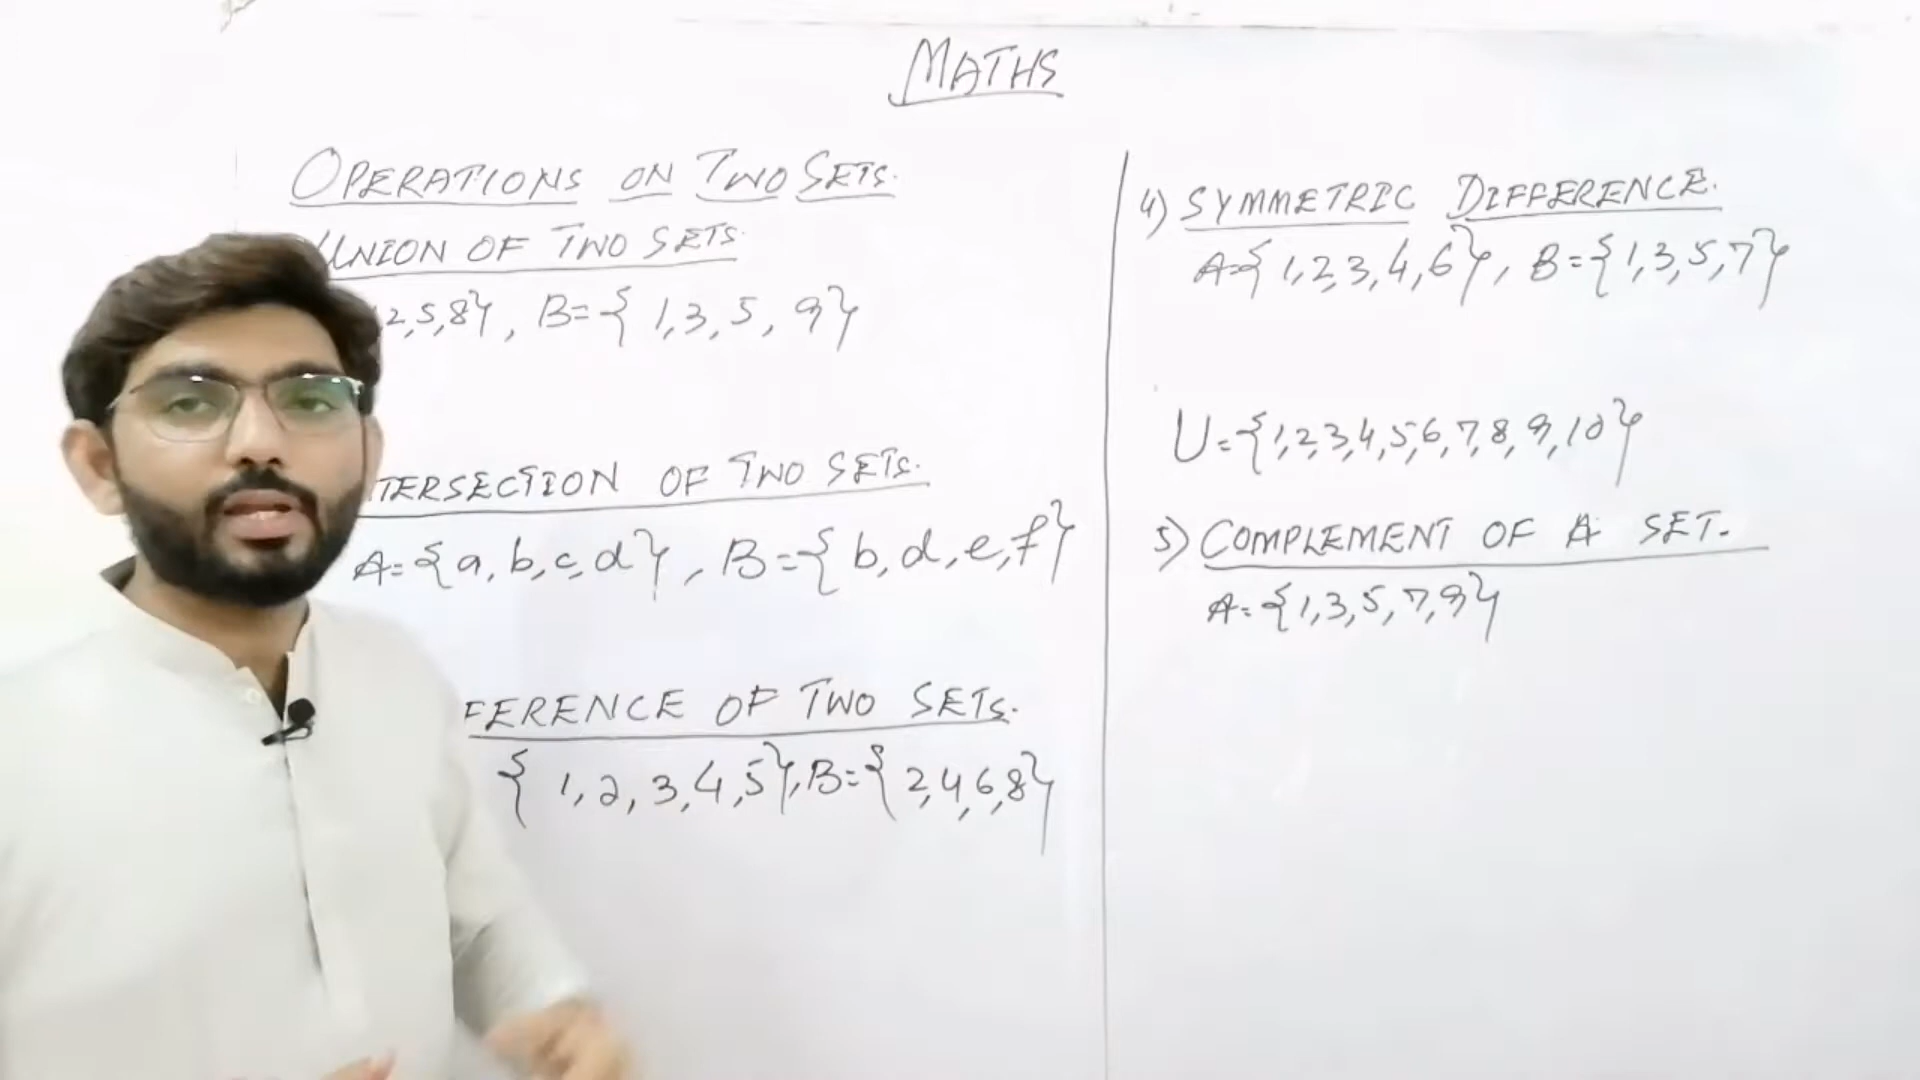 MATHS
OPERATIONS ON TWO SETS.
UNION OF TWO SETS.
2,5,8}, B={ 1,3,5, 9}
TERSECTION OF TWO SETS.
A={a,b,c,d}, B={b,d,e,f}
FERENCE OF TWO SETS.
{ 1,2,3,4,5}, B={2,4,6,8}
4) SYMMETRIC DIFFERENCE.
A={1,2,3,4,6}, B={1,3,5,7}
U={1,2,3,4,5,6,7,8,9,10}
5) COMPLEMENT OF A SET.
A={1,3,5,7,9}